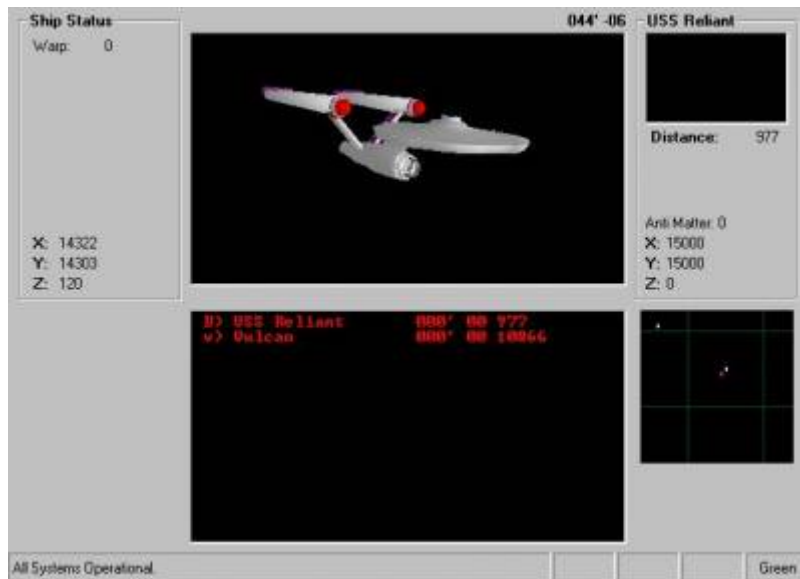 Ship Status
Warp: 0
X: 14322
Y: 14303
Z: 120
044' -06
USS Reliant
Distance: 977
Anti Matter: 0
X: 15000
Y: 15000
Z: 0
USS Reliant 000' 00 977
v> Vulcan 000' 00 10866
All Systems Operational.
Green